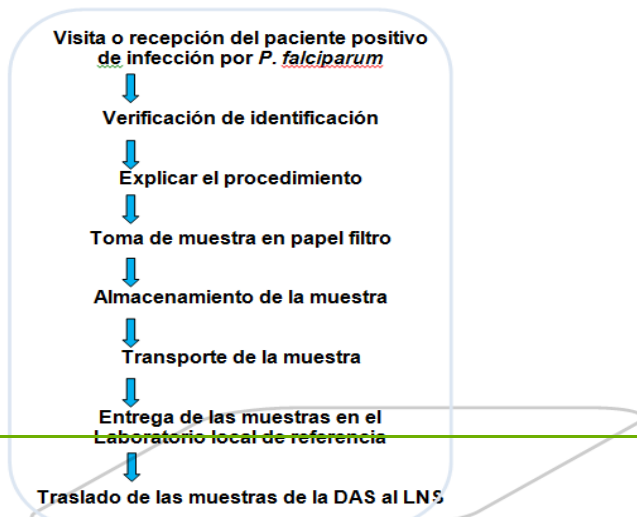 Visita o recepción del paciente positivo
de infección por P. falciparum
Verificación de identificación
Explicar el procedimiento
Toma de muestra en papel filtro
Almacenamiento de la muestra
Transporte de la muestra
Entrega de las muestras en el
Laboratorio local de referencia
Traslado de las muestras de la DAS al LNS